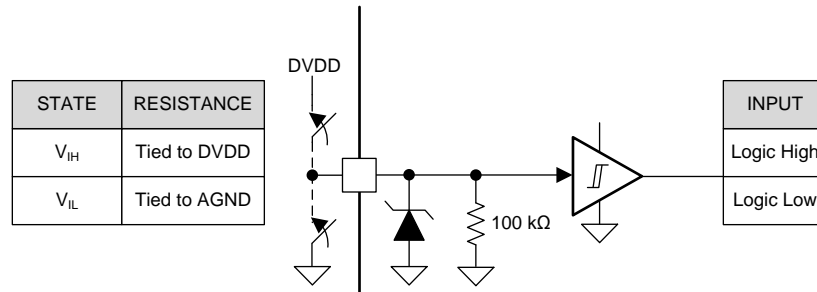 DVDD
STATE RESISTANCE
V_IH Tied to DVDD
V_IL Tied to AGND
100 kΩ
INPUT
Logic High
Logic Low